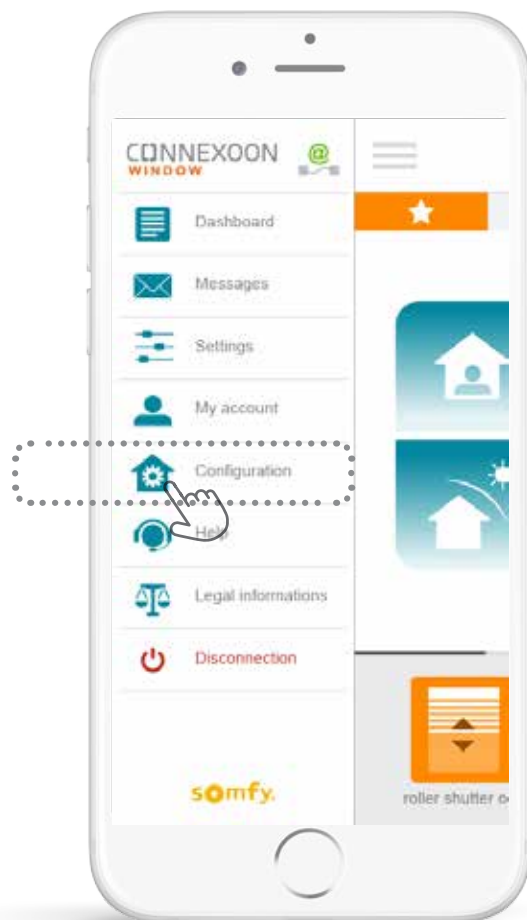 CONNEXOON
WINDOW
@
Dashboard
Messages
Settings
My account
Configuration
Help
Legal informations
Disconnection
somfy.
roller shutter